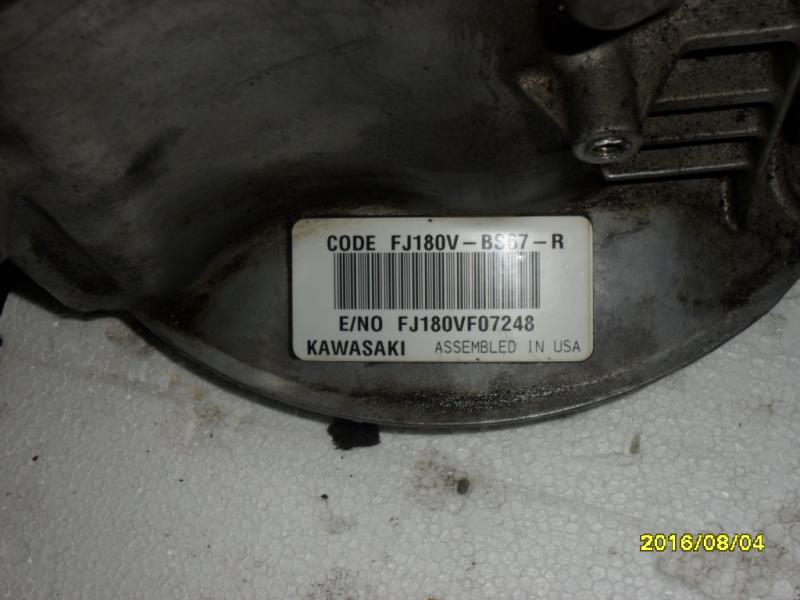 CODE FJ180V-BS67-R
E/NO FJ180VF07248
KAWASAKI ASSEMBLED IN USA
2016/08/04